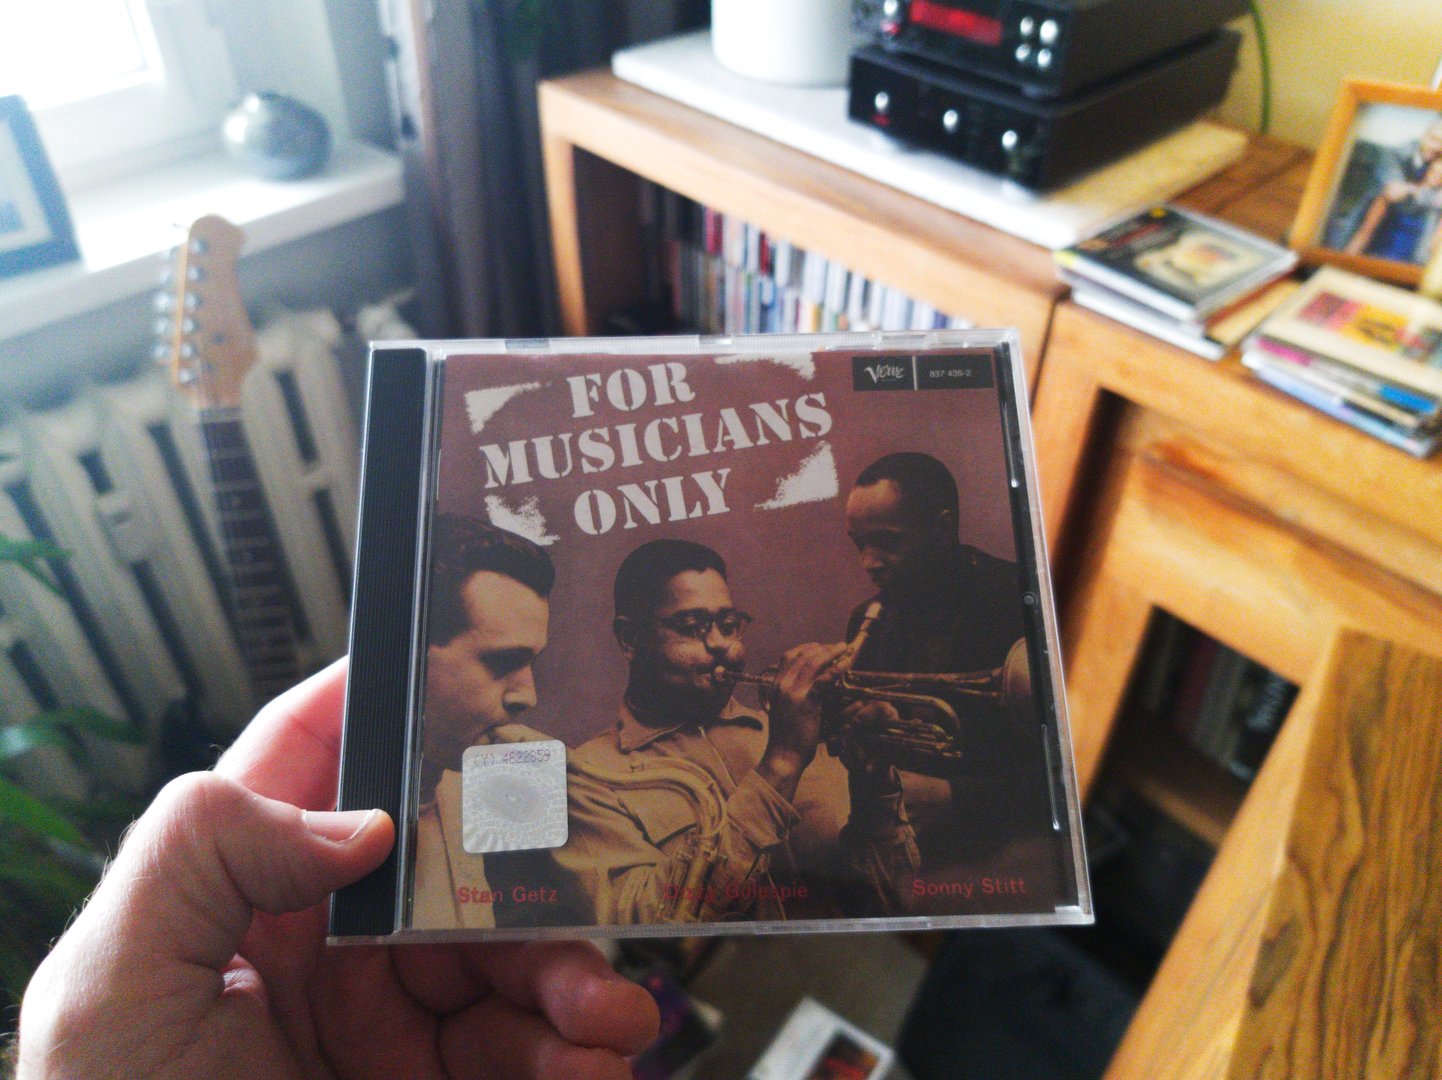 FOR
MUSICIANS
ONLY
Verve 837 435-2
Stan Getz Dizzy Gillespie Sonny Stitt